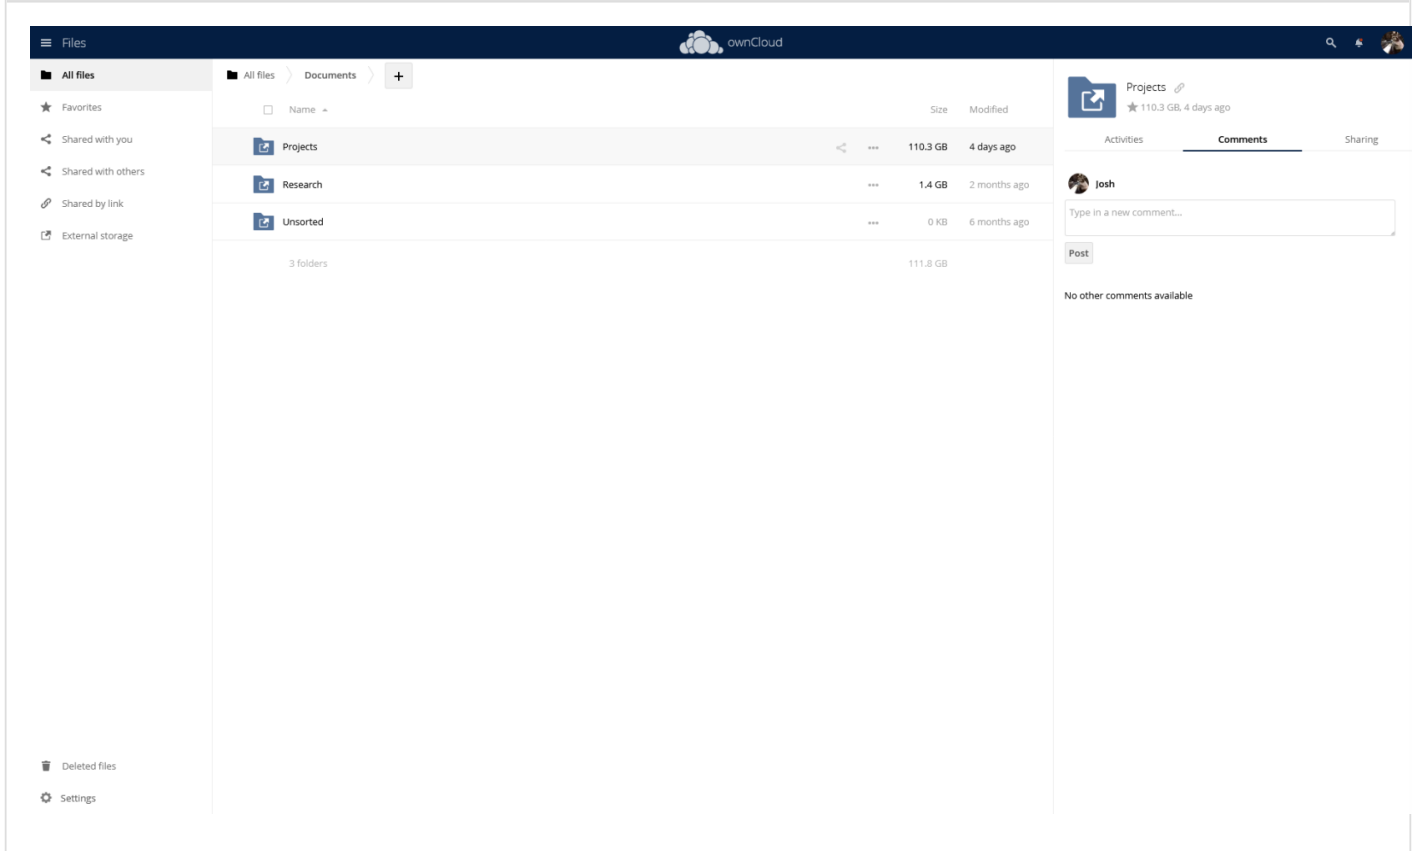 Files
ownCloud
All files
Favorites
Shared with you
Shared with others
Shared by link
External storage
Deleted files
Settings
All files Documents +
Name Size Modified
Projects 110.3 GB 4 days ago
Research 1.4 GB 2 months ago
Unsorted 0 KB 6 months ago
3 folders 111.8 GB
Projects
110.3 GB, 4 days ago
Activities Comments Sharing
Josh
Type in a new comment...
Post
No other comments available